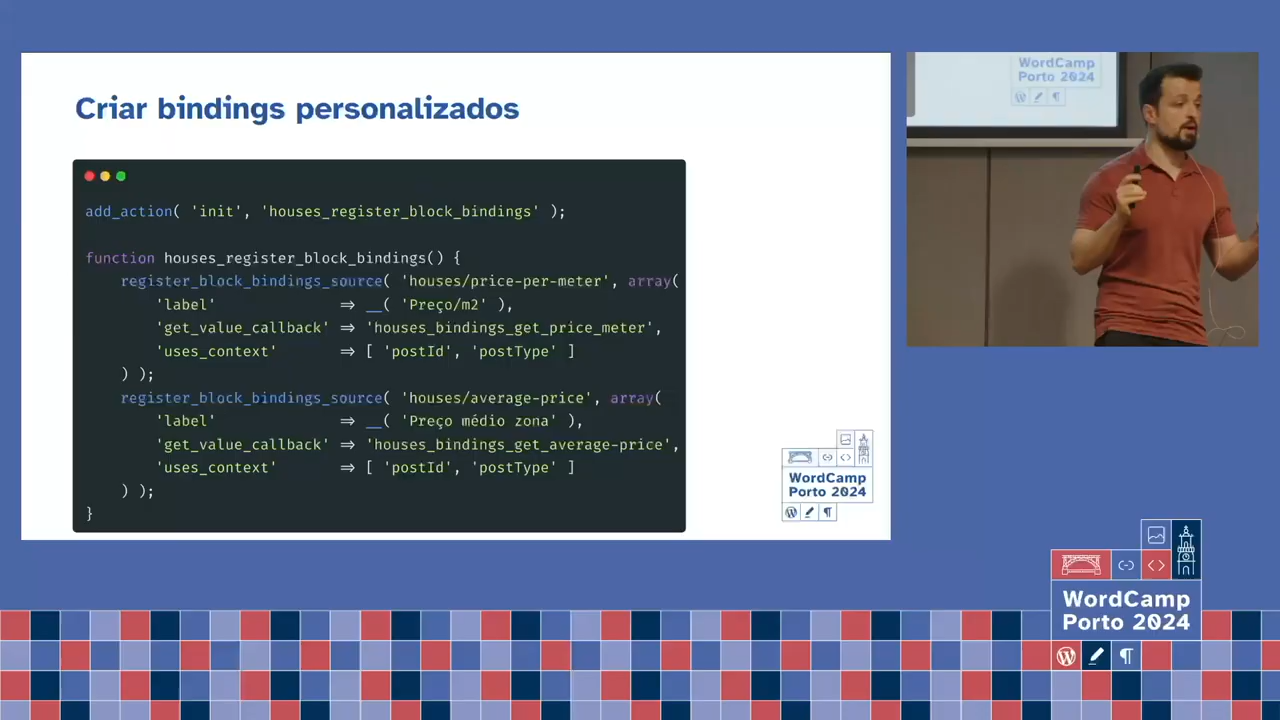 Criar bindings personalizados
add_action( 'init', 'houses_register_block_bindings' );
function houses_register_block_bindings() {
register_block_bindings_source( 'houses/price-per-meter', array(
'label' => __( 'Preço/m2' ),
'get_value_callback' => 'houses_bindings_get_price_meter',
'uses_context' => [ 'postId', 'postType' ]
) );
register_block_bindings_source( 'houses/average-price', array(
'label' => __( 'Preço médio zona' ),
'get_value_callback' => 'houses_bindings_get_average-price',
'uses_context' => [ 'postId', 'postType' ]
) );
}
WordCamp
Porto 2024
WordCamp
Porto 2024
WordCamp
Porto 2024